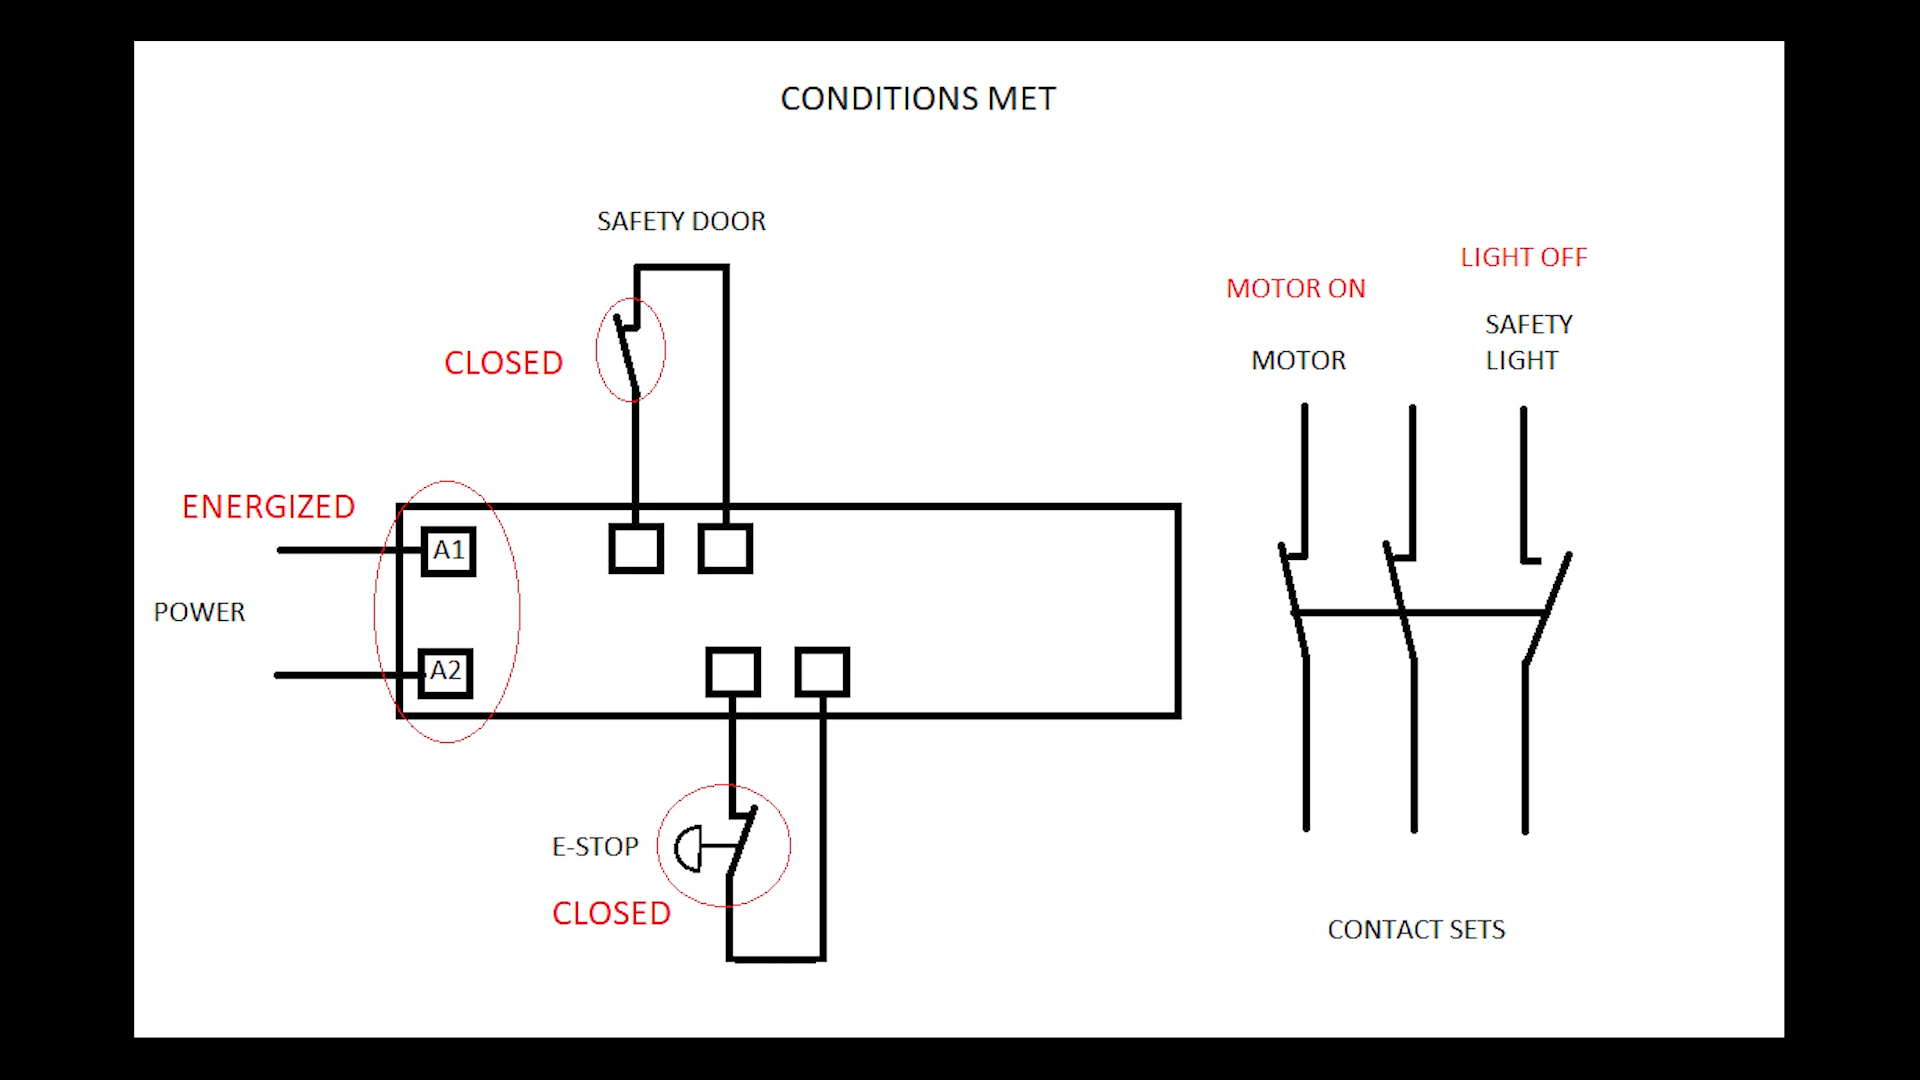 CONDITIONS MET
SAFETY DOOR
LIGHT OFF
MOTOR ON
SAFETY
LIGHT
MOTOR
CLOSED
ENERGIZED
A1
POWER
A2
E-STOP
CLOSED
CONTACT SETS